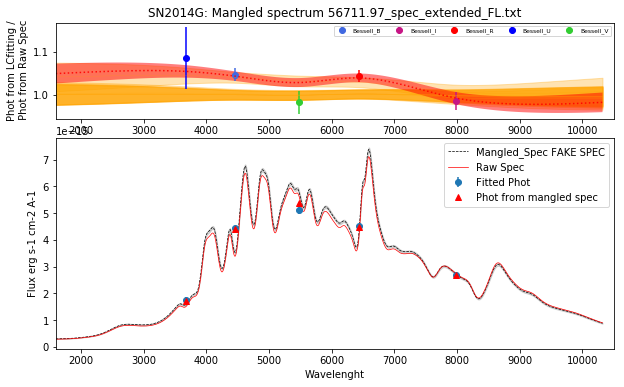 SN2014G: Mangled spectrum 56711.97_spec_extended_FL.txt
Phot from LCfitting /
Phot from Raw Spec
Bessell_B
Bessell_I
Bessell_R
Bessell_U
Bessell_V
1.1
1.0
2000 3000 4000 5000 6000 7000 8000 9000 10000
Flux erg s-1 cm-2 A-1
7
6
5
4
3
2
1
0
Mangled_Spec FAKE SPEC
Raw Spec
Fitted Phot
Phot from mangled spec
2000 3000 4000 5000 6000 7000 8000 9000 10000
Wavelenght